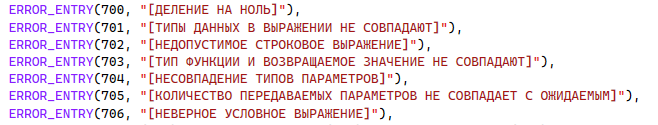 ERROR_ENTRY(700, "[ДЕЛЕНИЕ НА НОЛЬ]"),
ERROR_ENTRY(701, "[ТИПЫ ДАННЫХ В ВЫРАЖЕНИИ НЕ СОВПАДАЮТ]"),
ERROR_ENTRY(702, "[НЕДОПУСТИМОЕ СТРОКОВОЕ ВЫРАЖЕНИЕ]"),
ERROR_ENTRY(703, "[ТИП ФУНКЦИИ И ВОЗВРАЩАЕМОЕ ЗНАЧЕНИЕ НЕ СОВПАДАЮТ]"),
ERROR_ENTRY(704, "[НЕСОВПАДЕНИЕ ТИПОВ ПАРАМЕТРОВ]"),
ERROR_ENTRY(705, "[КОЛИЧЕСТВО ПЕРЕДАВАЕМЫХ ПАРАМЕТРОВ НЕ СОВПАДАЕТ С ОЖИДАЕМЫМ]"),
ERROR_ENTRY(706, "[НЕВЕРНОЕ УСЛОВНОЕ ВЫРАЖЕНИЕ]"),